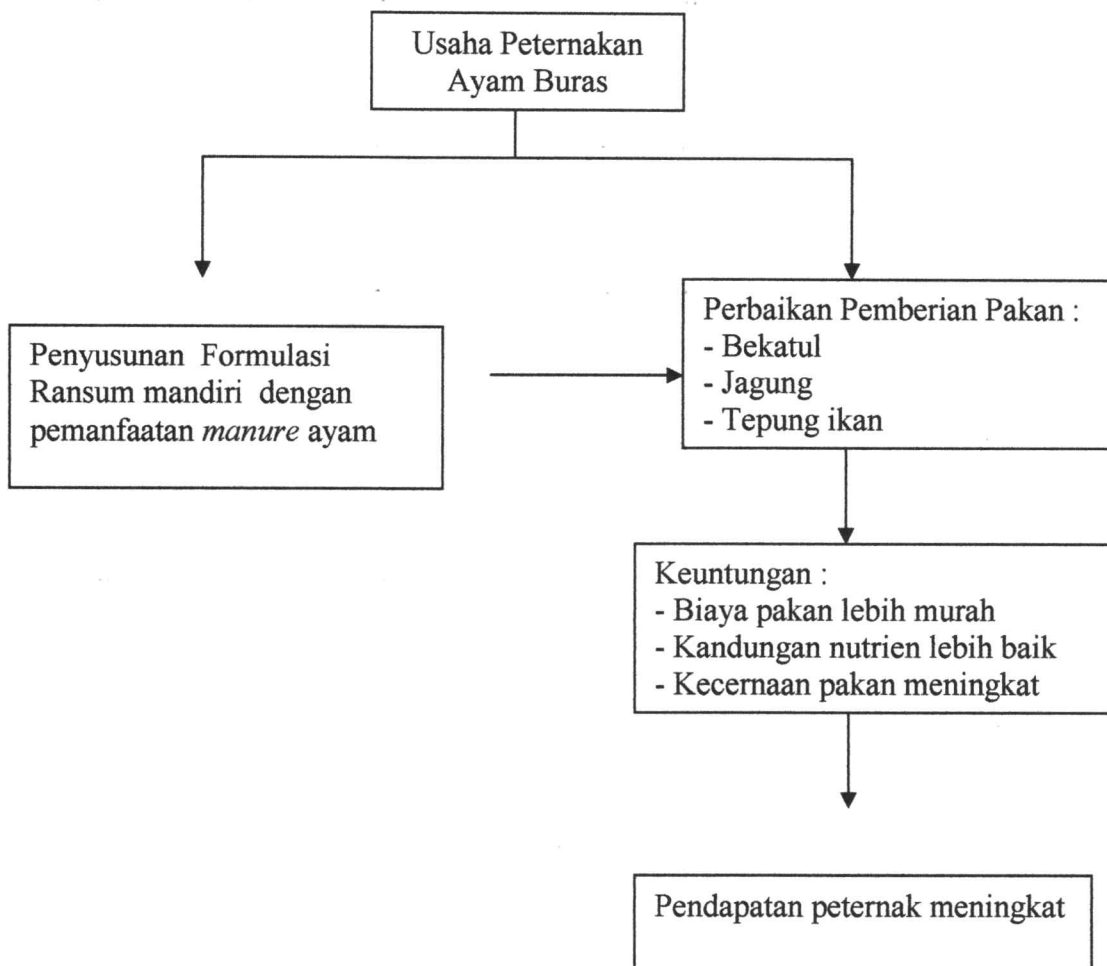 Usaha Peternakan
Ayam Buras
Penyusunan Formulasi
Ransum mandiri dengan
pemanfaatan manure ayam
Perbaikan Pemberian Pakan :
- Bekatul
- Jagung
- Tepung ikan
Keuntungan :
- Biaya pakan lebih murah
- Kandungan nutrien lebih baik
- Kecernaan pakan meningkat
Pendapatan peternak meningkat